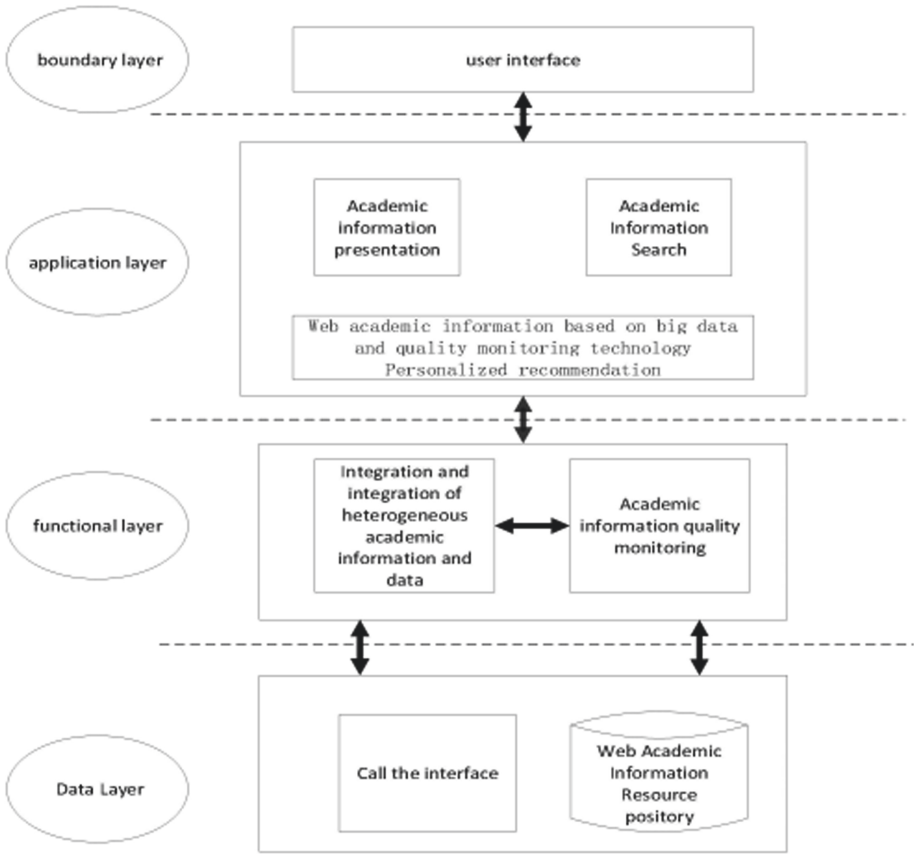 boundary layer
user interface
application layer
Academic
information
presentation
Academic
Information
Search
Web academic information based on big data
and quality monitoring technology
Personalized recommendation
functional layer
Integration and
integration of
heterogeneous
academic
information and
data
Academic
information quality
monitoring
Data Layer
Call the interface
Web Academic
Information
Resource
pository